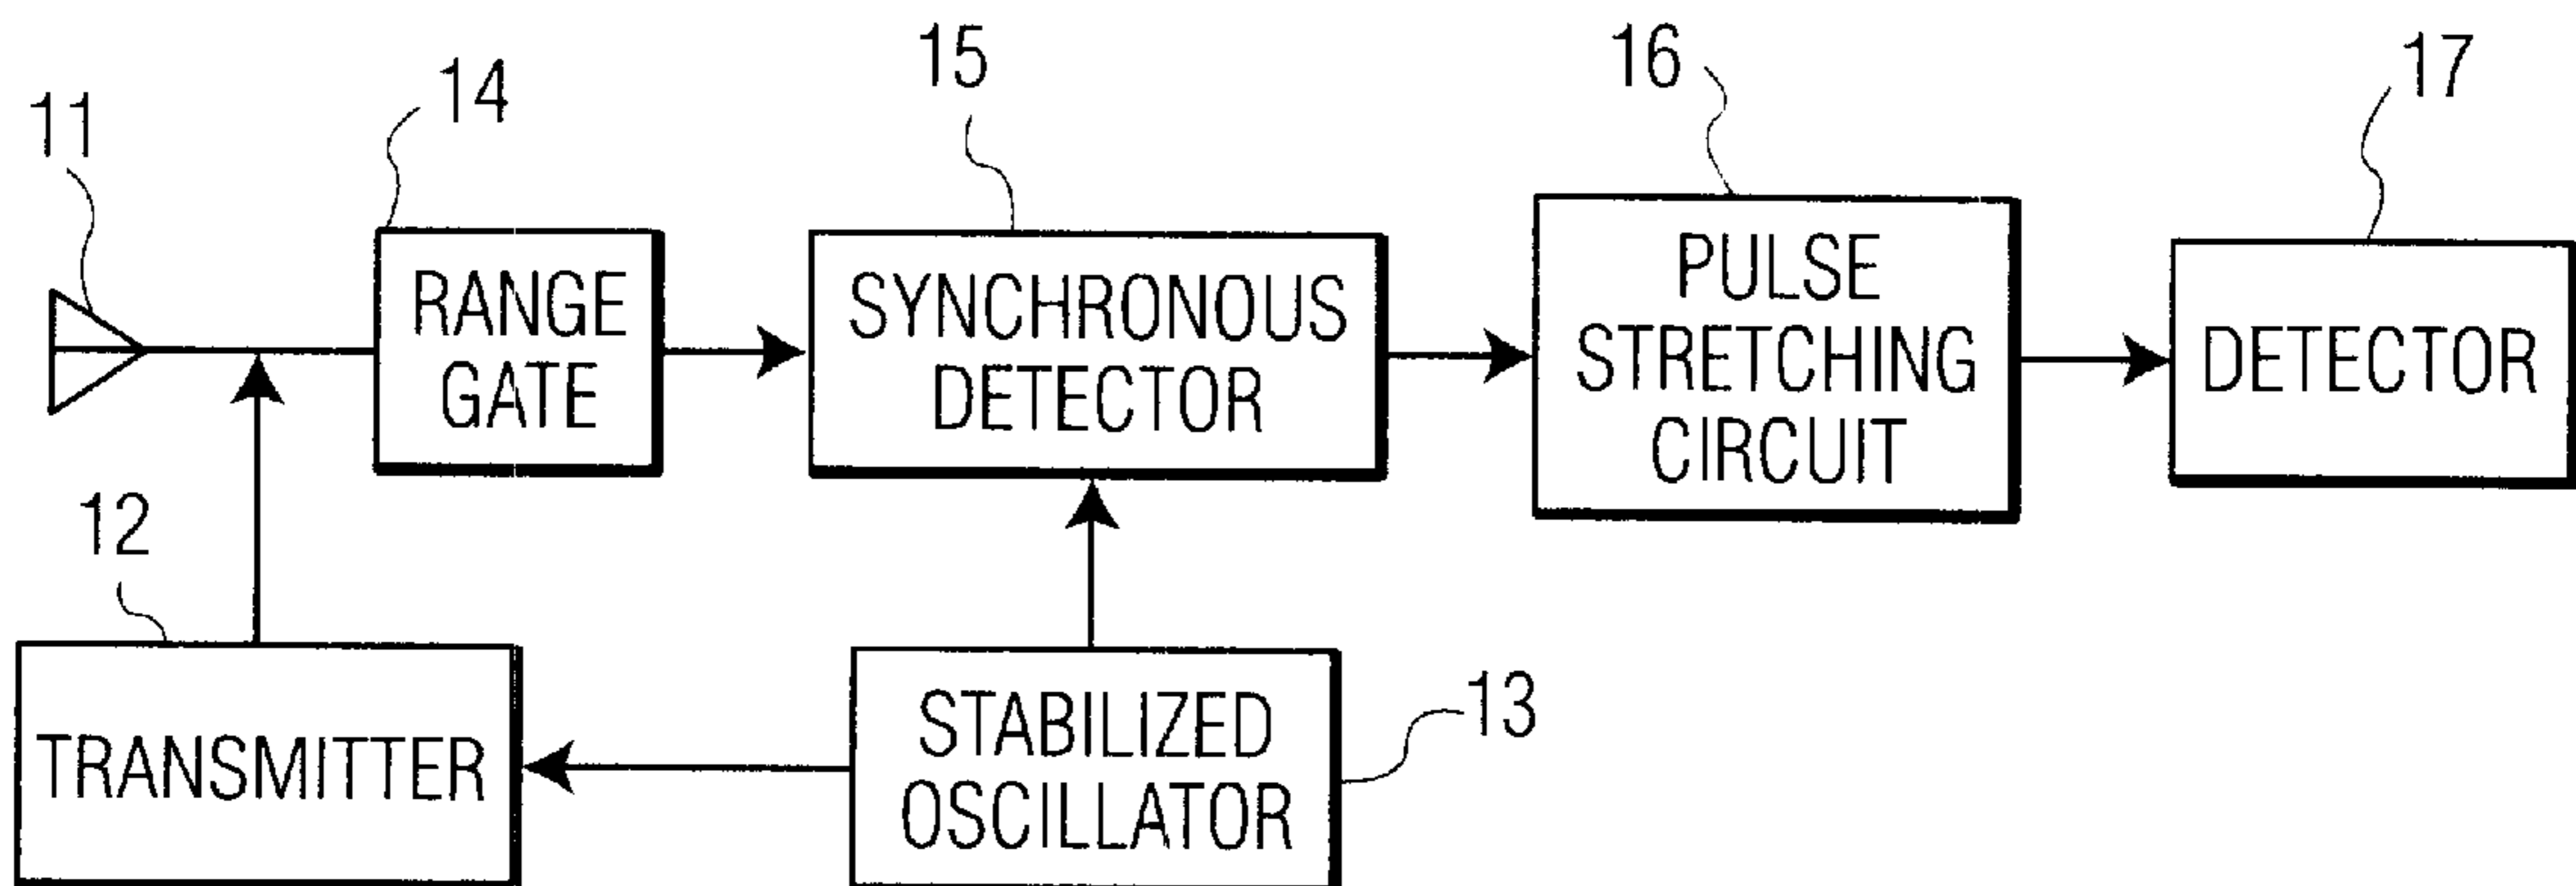 11
14
15
16
17
RANGE
GATE
SYNCHRONOUS
DETECTOR
PULSE
STRETCHING
CIRCUIT
DETECTOR
12
TRANSMITTER
STABILIZED
OSCILLATOR
13